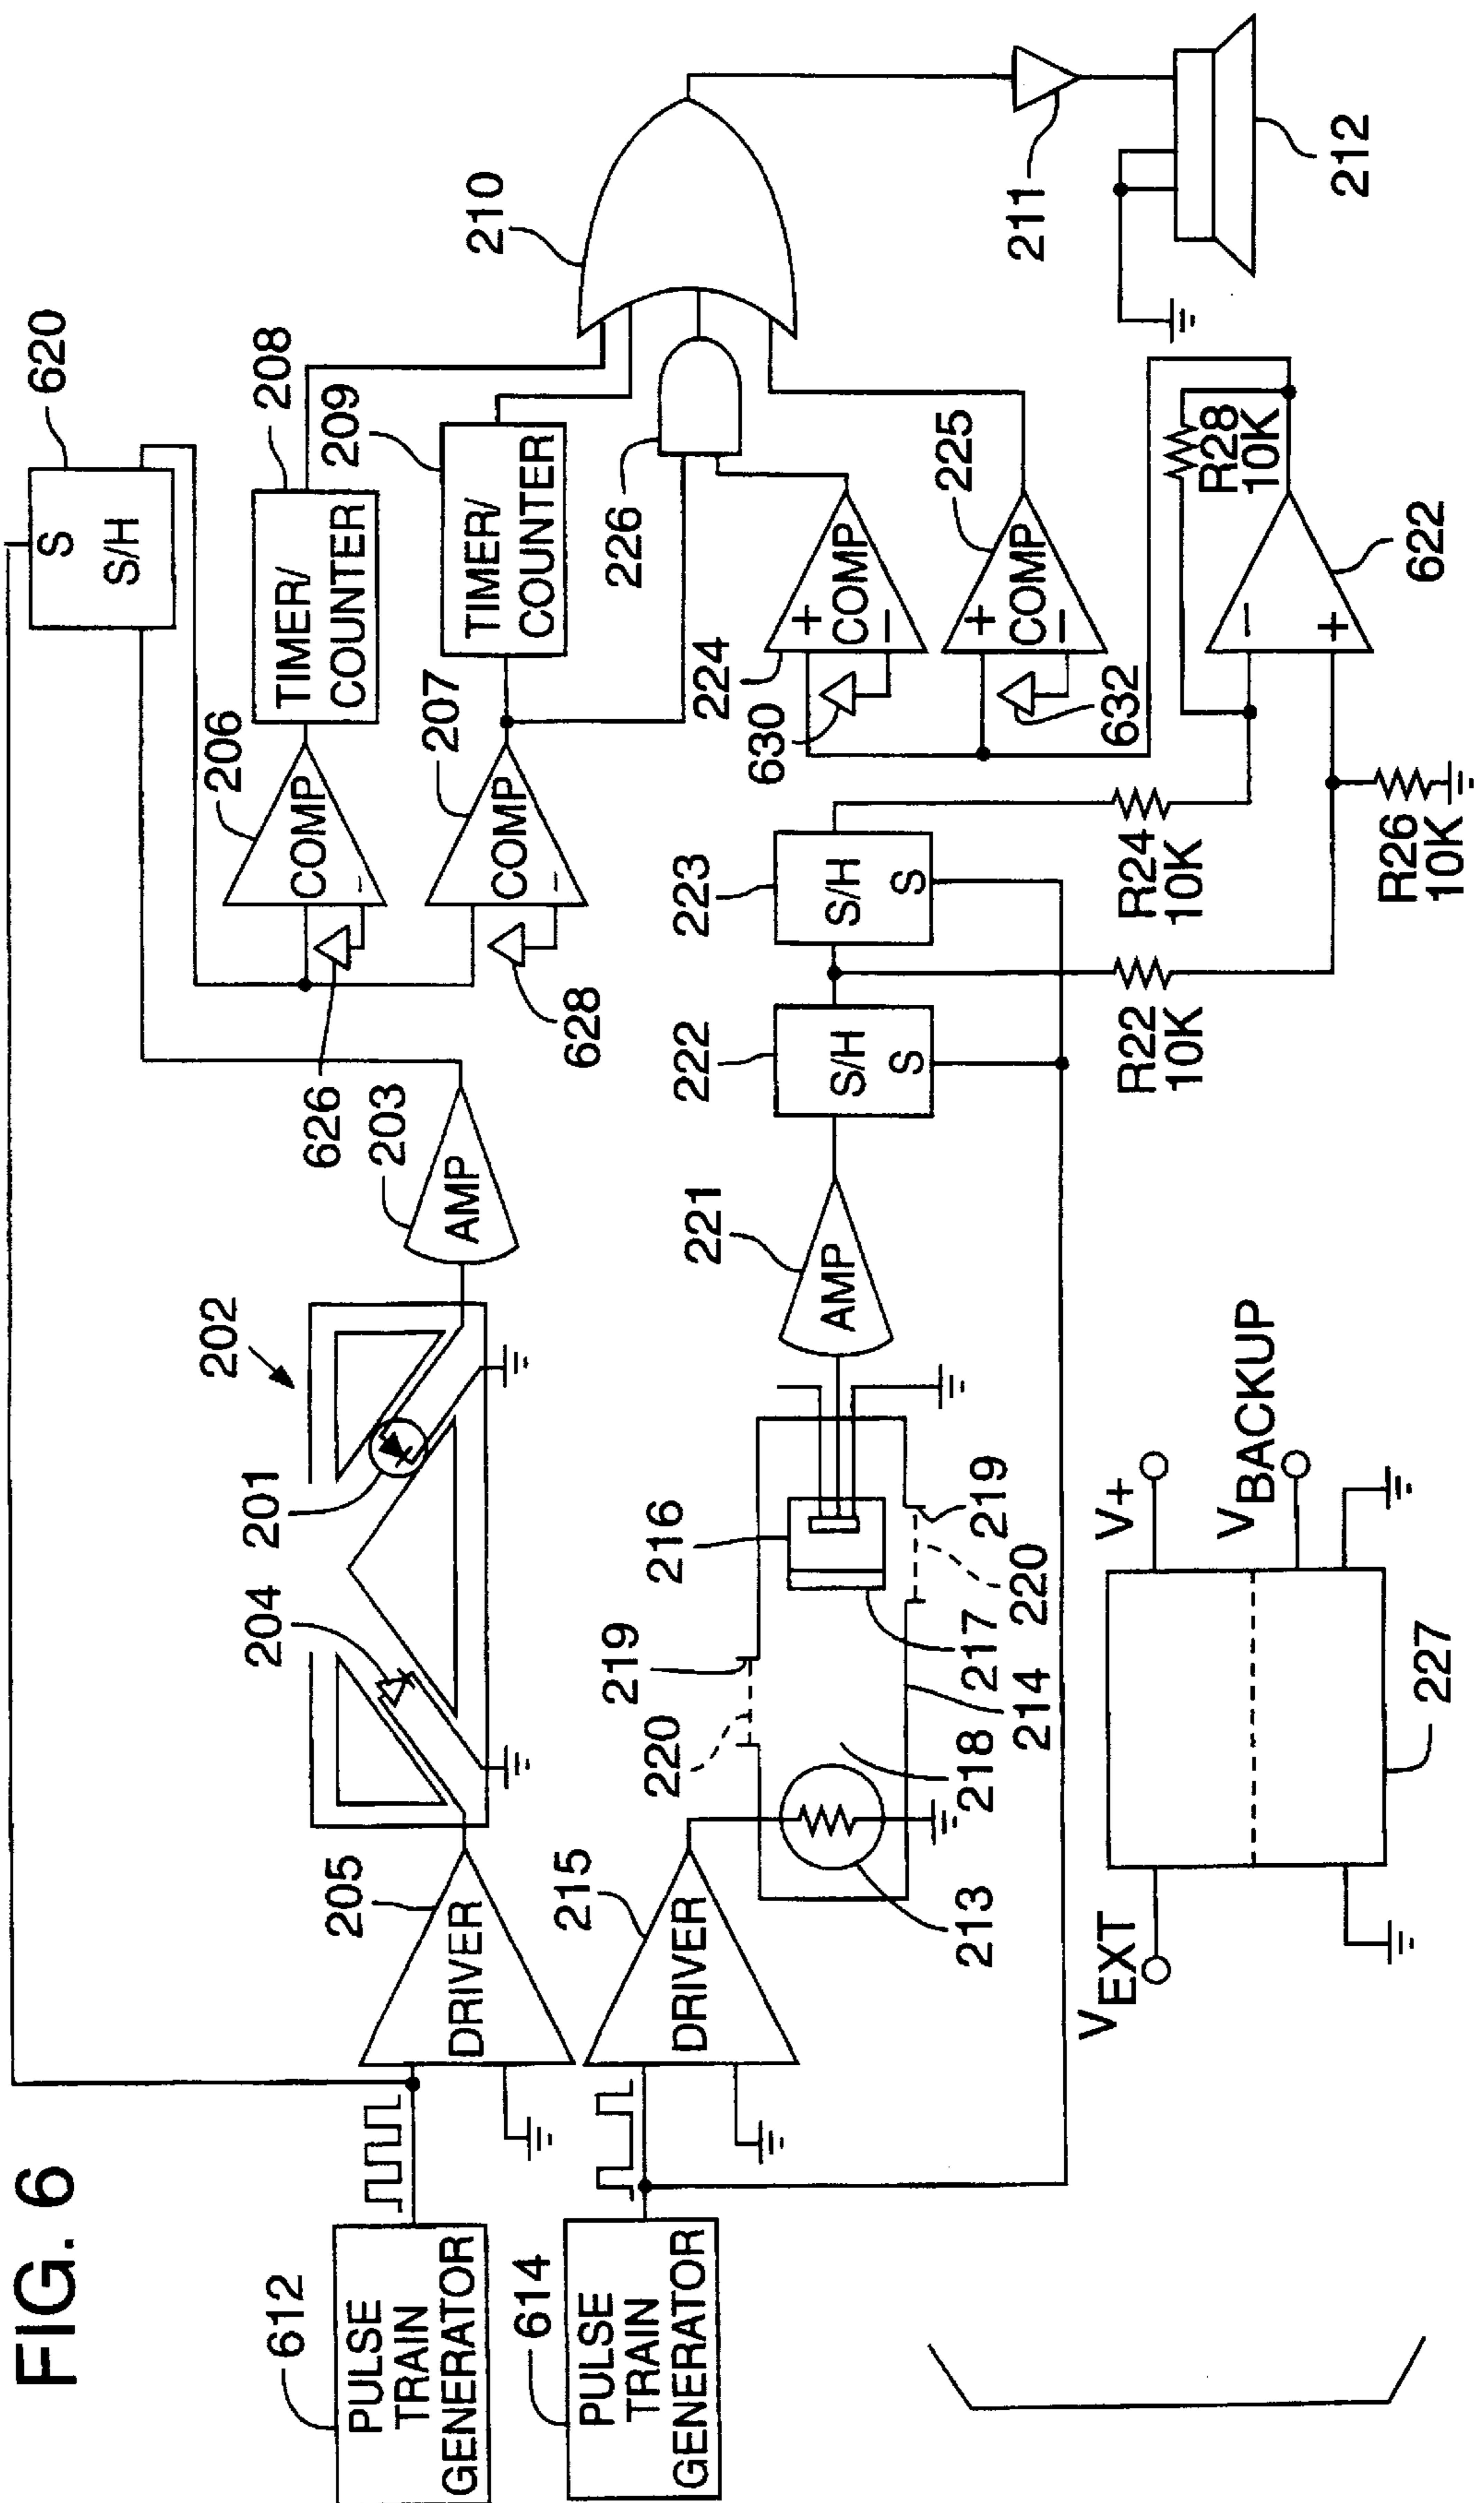 FIG. 6
612
PULSE
TRAIN
GENERATOR
614
PULSE
TRAIN
GENERATOR
205
DRIVER
215
DRIVER
204
201
202
203
AMP
213
218
214
217
220
219
216
220
219
221
AMP
222
S/H
S
223
S/H
S
620
S
S/H
206
COMP
−
626
207
COMP
−
628
208
TIMER/
COUNTER
209
TIMER/
COUNTER
226
210
211
212
224
+
COMP
−
630
225
+
COMP
−
632
R22
10K
R24
10K
R26
10K
R28
10K
−
+
622
VEXT
V+
VBACKUP
227